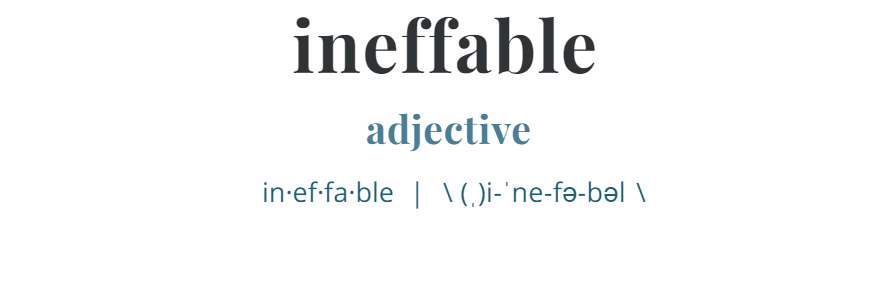 ineffable
adjective
in·ef·fa·ble | \ (ˌ)i-ˈne-fə-bəl \